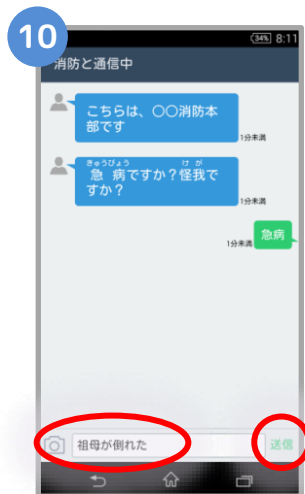 10
34% 8:11
消防と通信中
こちらは、〇〇消防本
部です
1分未満
きゅうびょう けが
急病ですか?怪我で
すか?
1分未満
急病
1分未満
祖母が倒れた
送信